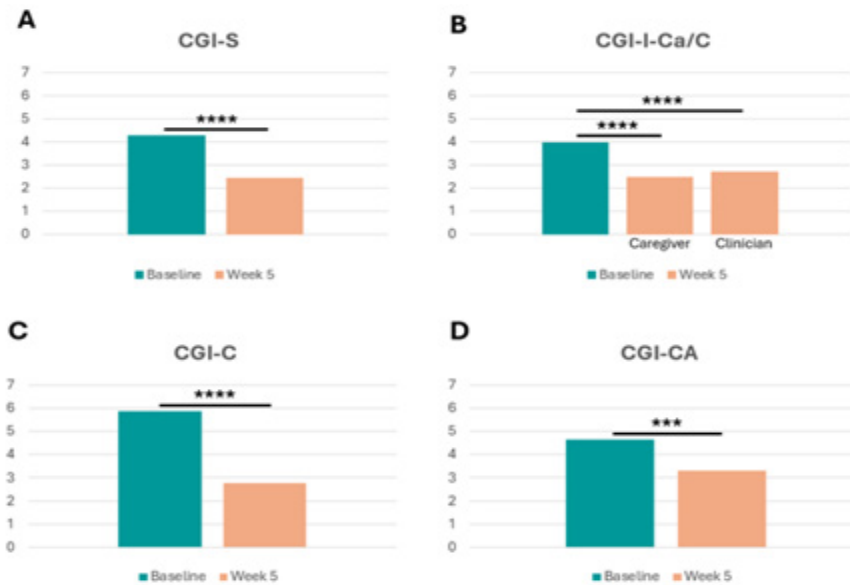 A
CGI-S
7
6
5
4
3
2
1
0
****
Baseline Week 5
B
CGI-I-Ca/C
7
6
5
4
3
2
1
0
****
****
Caregiver Clinician
Baseline Week 5
C
CGI-C
7
6
5
4
3
2
1
0
****
Baseline Week 5
D
CGI-CA
7
6
5
4
3
2
1
0
***
Baseline Week 5